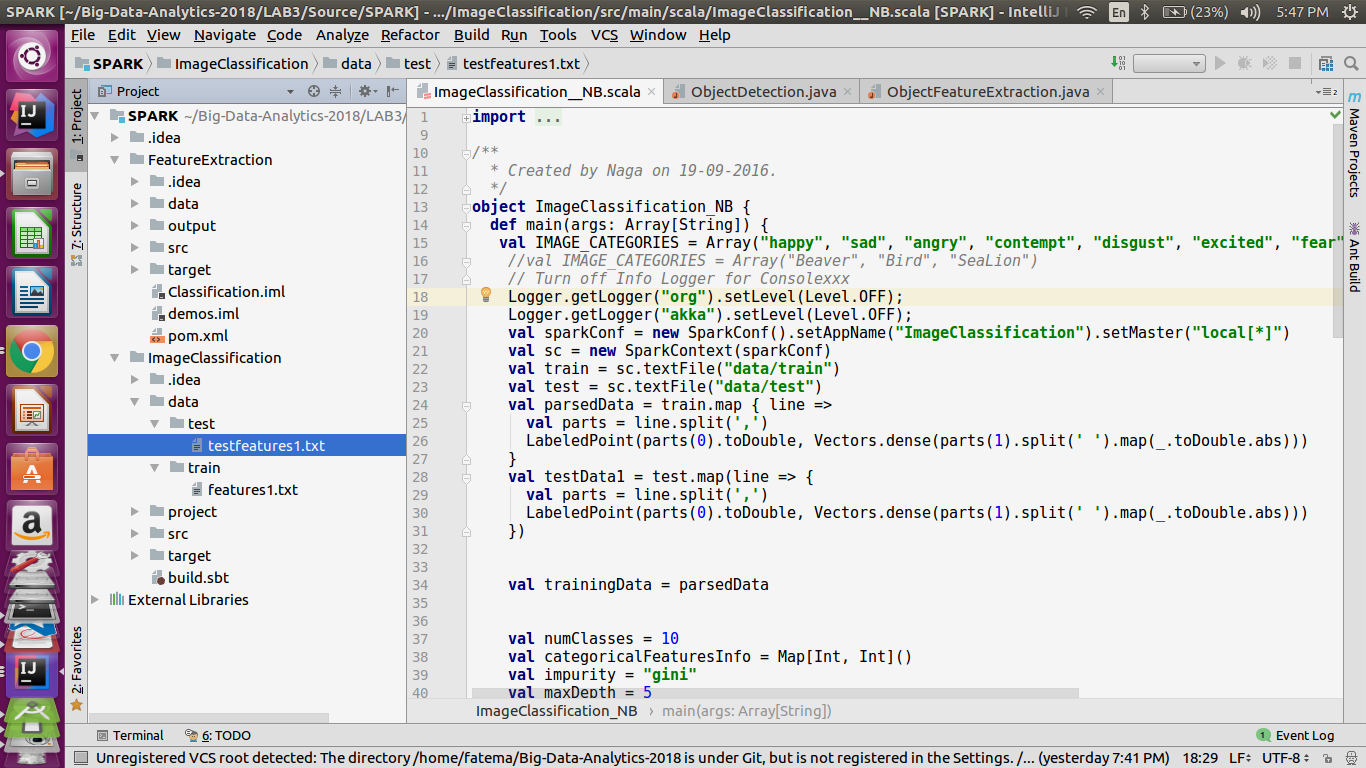 SPARK [~/Big-Data-Analytics-2018/LAB3/Source/SPARK] - .../ImageClassification/src/main/scala/ImageClassification__NB.scala [SPARK] - IntelliJ
En
(23%)
5:47 PM
File Edit View Navigate Code Analyze Refactor Build Run Tools VCS Window Help
SPARK ImageClassification data test testfeatures1.txt
Project
ImageClassification__NB.scala
ObjectDetection.java
ObjectFeatureExtraction.java
2
1: Project
7: Structure
2: Favorites
SPARK ~/Big-Data-Analytics-2018/LAB3/
.idea
FeatureExtraction
.idea
data
output
src
target
Classification.iml
demos.iml
pom.xml
ImageClassification
.idea
data
test
testfeatures1.txt
train
features1.txt
project
src
target
build.sbt
External Libraries
1 import ...
9
10 /**
11 * Created by Naga on 19-09-2016.
12 */
13 object ImageClassification_NB {
14 def main(args: Array[String]) {
15 val IMAGE_CATEGORIES = Array("happy", "sad", "angry", "contempt", "disgust", "excited", "fear"
16 //val IMAGE_CATEGORIES = Array("Beaver", "Bird", "SeaLion")
17 // Turn off Info Logger for Consolexxx
18 Logger.getLogger("org").setLevel(Level.OFF);
19 Logger.getLogger("akka").setLevel(Level.OFF);
20 val sparkConf = new SparkConf().setAppName("ImageClassification").setMaster("local[*]")
21 val sc = new SparkContext(sparkConf)
22 val train = sc.textFile("data/train")
23 val test = sc.textFile("data/test")
24 val parsedData = train.map { line =>
25 val parts = line.split(',')
26 LabeledPoint(parts(0).toDouble, Vectors.dense(parts(1).split(' ').map(_.toDouble.abs)))
27 }
28 val testData1 = test.map(line => {
29 val parts = line.split(',')
30 LabeledPoint(parts(0).toDouble, Vectors.dense(parts(1).split(' ').map(_.toDouble.abs)))
31 })
32
33
34 val trainingData = parsedData
35
36
37 val numClasses = 10
38 val categoricalFeaturesInfo = Map[Int, Int]()
39 val impurity = "gini"
40 val maxDepth = 5
ImageClassification_NB main(args: Array[String])
m Maven Projects
Ant Build
Terminal
6: TODO
1 Event Log
Unregistered VCS root detected: The directory /home/fatema/Big-Data-Analytics-2018 is under Git, but is not registered in the Settings. /... (yesterday 7:41 PM)
18:29 LF UTF-8